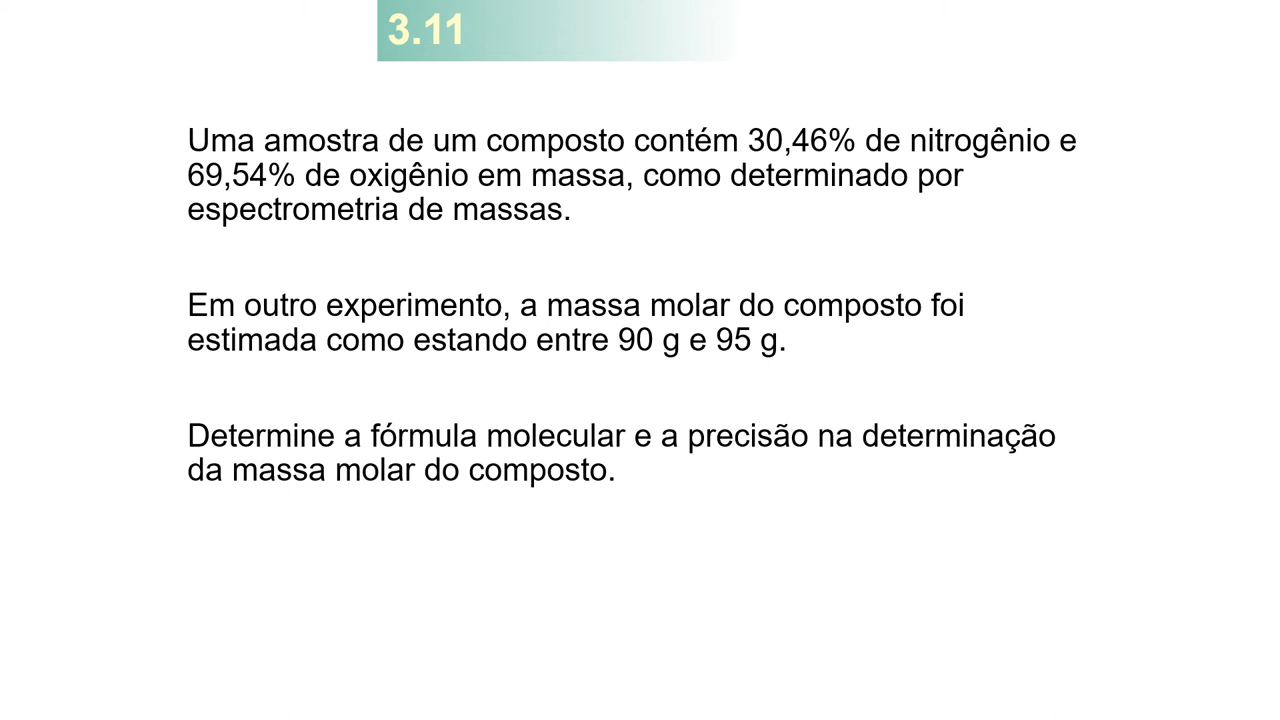 3.11
Uma amostra de um composto contém 30,46% de nitrogênio e
69,54% de oxigênio em massa, como determinado por
espectrometria de massas.
Em outro experimento, a massa molar do composto foi
estimada como estando entre 90 g e 95 g.
Determine a fórmula molecular e a precisão na determinação
da massa molar do composto.